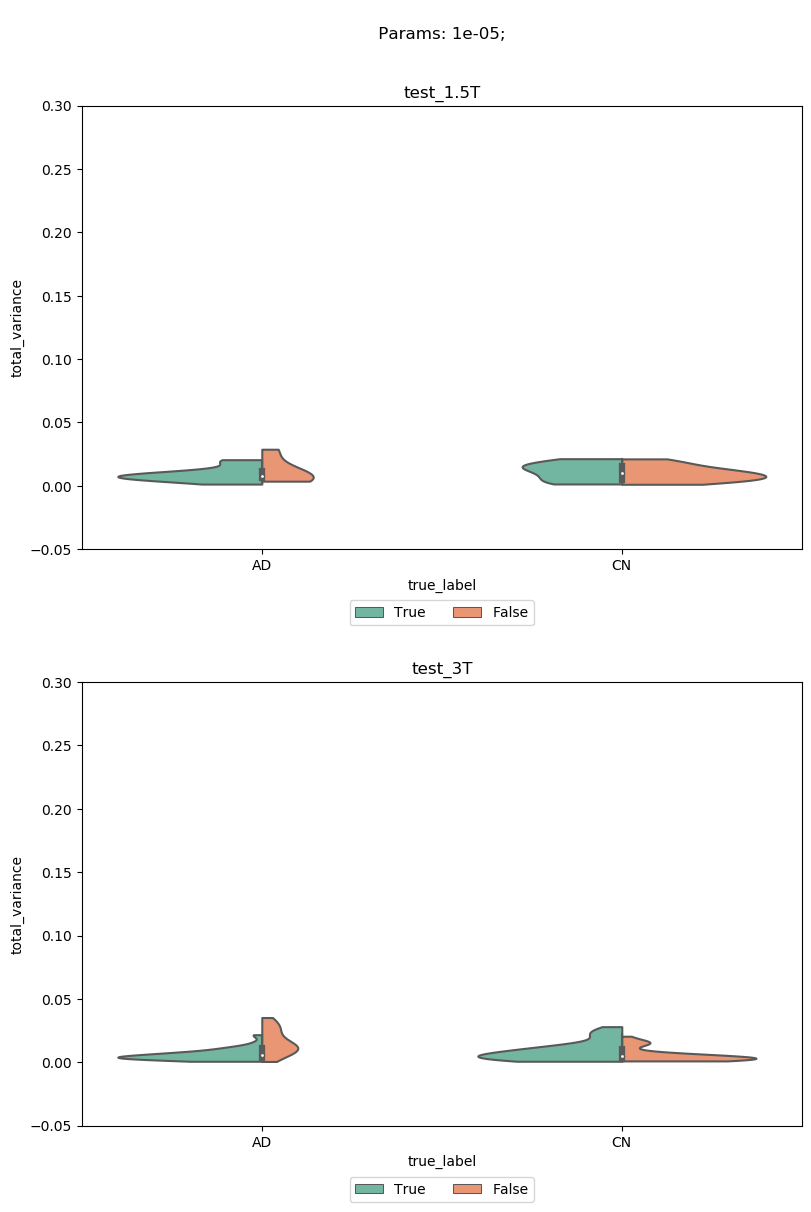 Params: 1e-05;
test_1.5T
0.30
0.25
0.20
0.15
0.10
0.05
0.00
−0.05
total_variance
AD CN
true_label
True False
test_3T
0.30
0.25
0.20
0.15
0.10
0.05
0.00
−0.05
total_variance
AD CN
true_label
True False